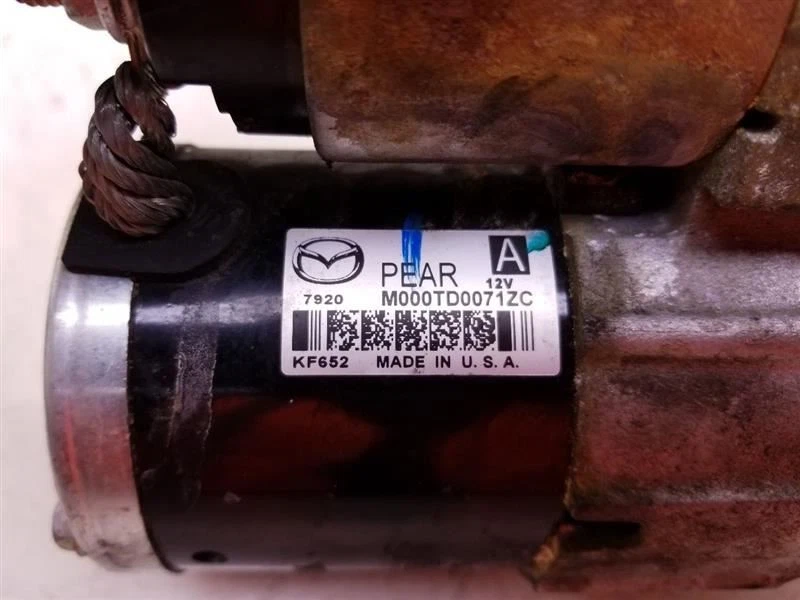 PEAR A
12V
7920 M000TD0071ZC
KF652 MADE IN U.S.A.